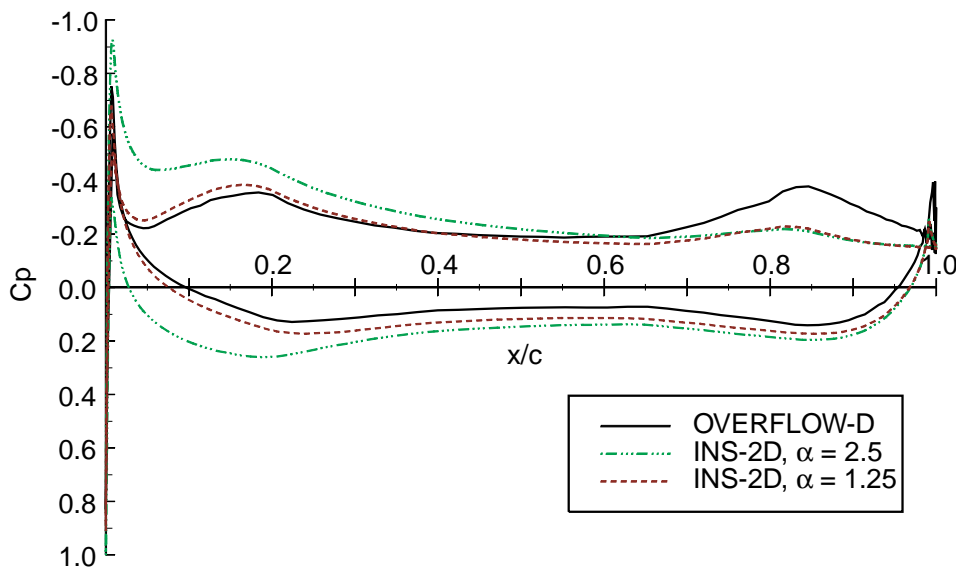 -1.0
-0.8
-0.6
-0.4
-0.2
0.0
0.2
0.4
0.6
0.8
1.0
Cp
0.2 0.4 0.6 0.8 1.0
x/c
OVERFLOW-D
INS-2D, α = 2.5
INS-2D, α = 1.25